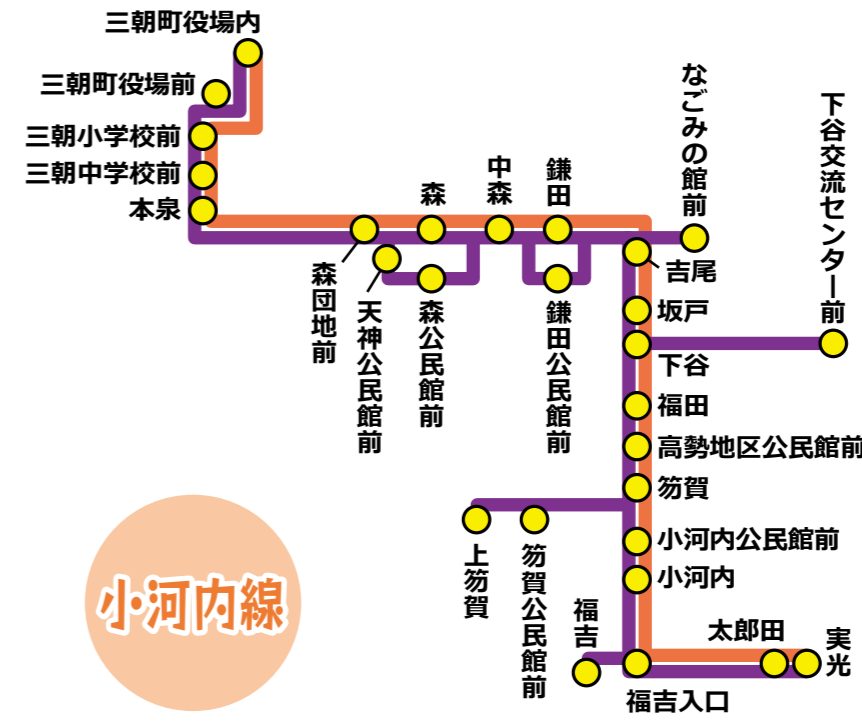 三朝町役場内
三朝町役場前
三朝小学校前
三朝中学校前
本泉
森団地前
天神公民館前
森
森公民館前
中森
鎌田
鎌田公民館前
なごみの館前
吉尾
坂戸
下谷
下谷交流センター前
福田
高勢地区公民館前
笏賀
上笏賀
笏賀公民館前
小河内公民館前
小河内
福吉
福吉入口
太郎田
実光
小河内線